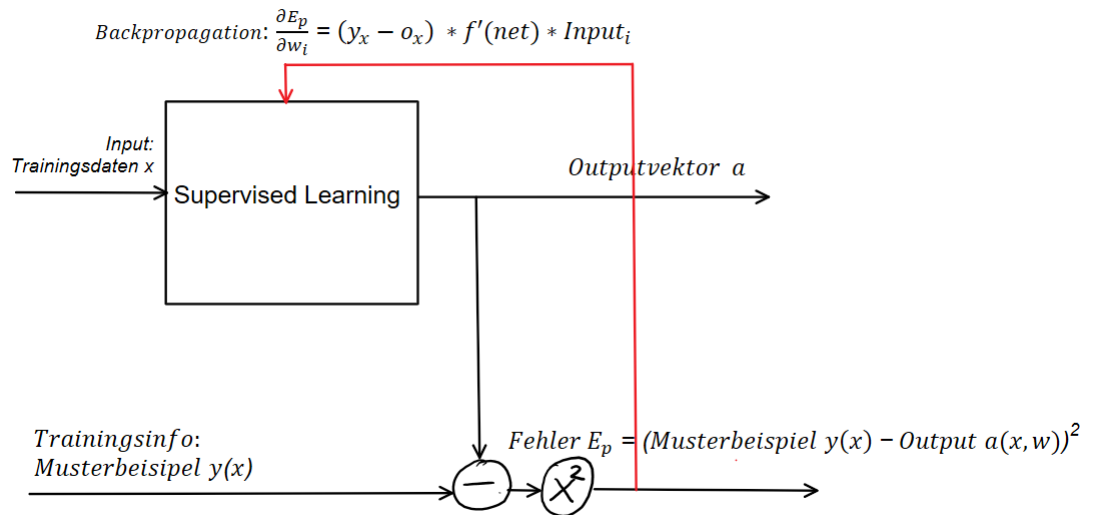 Backpropagation: ∂E_p/∂w_i = (y_x − o_x) * f′(net) * Input_i
Input:
Trainingsdaten x
Outputvektor a
Supervised Learning
Trainingsinfo:
Musterbeisipel y(x)
Fehler E_p = (Musterbeispiel y(x) − Output a(x, w))²
− x²